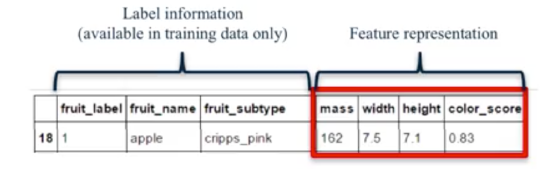 Label information
(available in training data only)
Feature representation
fruit_label fruit_name fruit_subtype mass width height color_score
18 1 apple cripps_pink 162 7.5 7.1 0.83